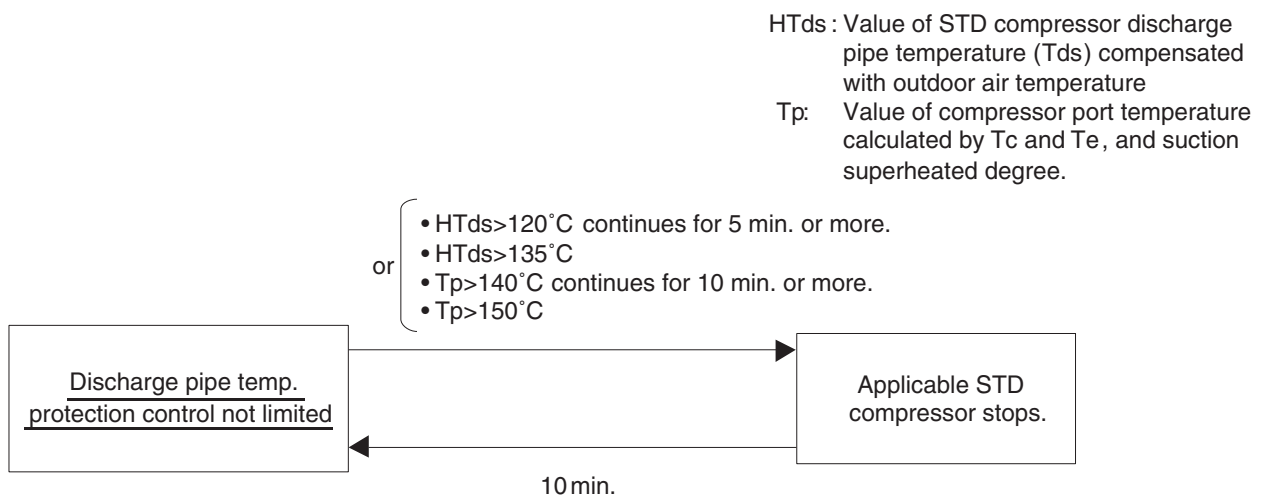 HTds : Value of STD compressor discharge
pipe temperature (Tds) compensated
with outdoor air temperature
Tp: Value of compressor port temperature
calculated by Tc and Te, and suction
superheated degree.
or
• HTds>120˚C continues for 5 min. or more.
• HTds>135˚C
• Tp>140˚C continues for 10 min. or more.
• Tp>150˚C
Discharge pipe temp.
protection control not limited
Applicable STD
compressor stops.
10 min.